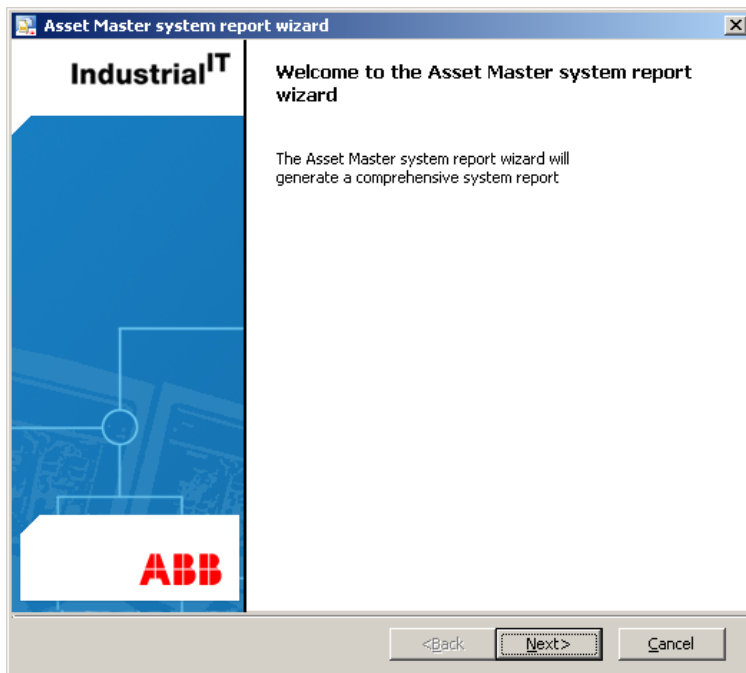 Asset Master system report wizard
Industrial IT
Welcome to the Asset Master system report
wizard
The Asset Master system report wizard will
generate a comprehensive system report
ABB
<Back
Next>
Cancel